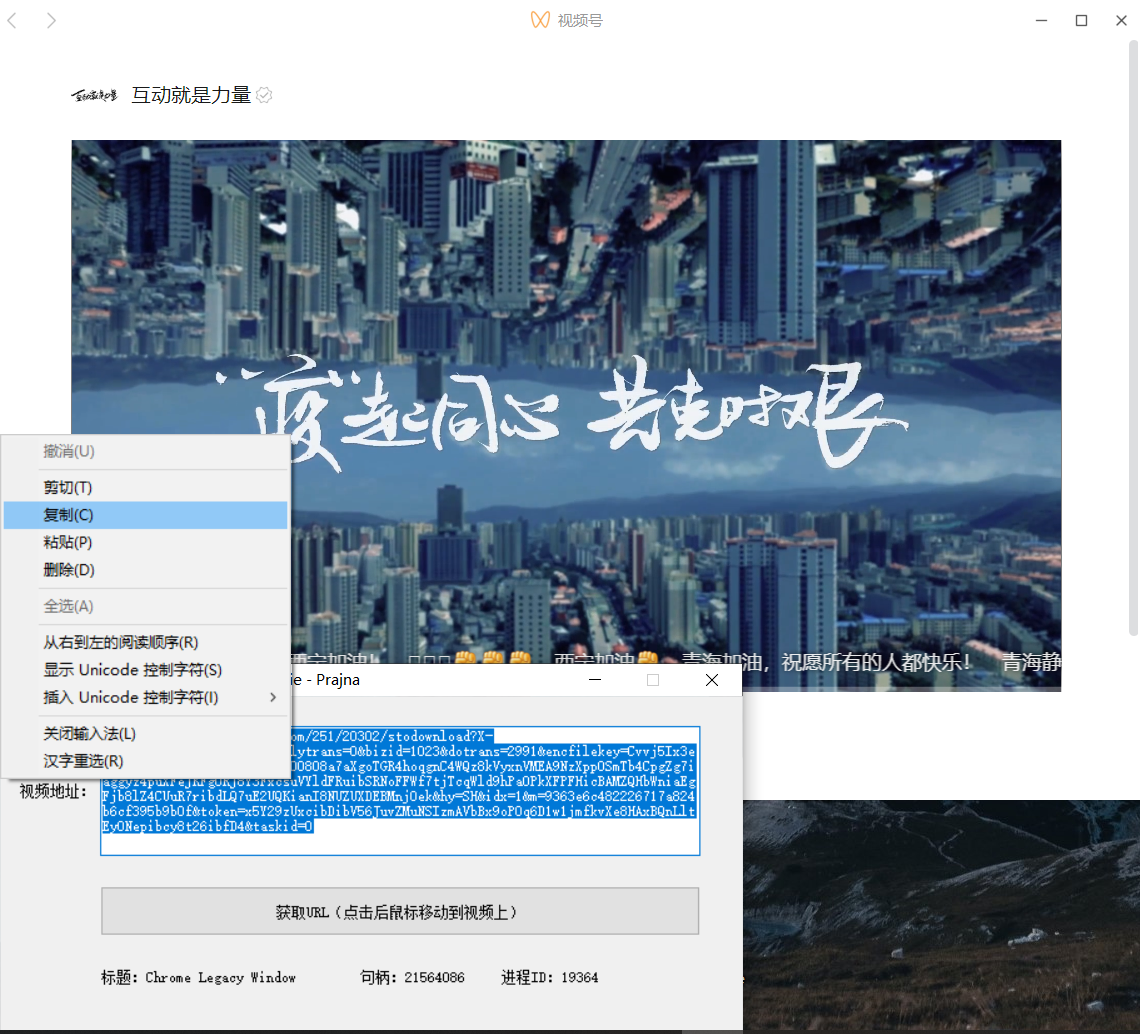 视频号
互动就是力量
“疫”起同心 共克时艰
撤消(U)
剪切(T)
复制(C)
粘贴(P)
删除(D)
全选(A)
从右到左的阅读顺序(R)
显示 Unicode 控制字符(S)
插入 Unicode 控制字符(I)
关闭输入法(L)
汉字重选(R)
西宁加油！ 西宁加油 青海加油，祝愿所有的人都快乐！ 青海静
ie - Prajna
视频地址：
om/251/20302/stodownload?X-
lytrans=0&bizid=1023&dotrans=2991&encfilekey=Cvvj5Ix3e
00808a7aXgoTGR4hoqgnC4WQz8kVyxnVMEA9NzXppOSmTb4CpgZg7i
Fjb8lZ4CUuR7ribdLQ7uE2UQKianI8NUZUXDEBMnjOek&hy=SH&idx=1&m=9363e6c482226717a824
b6cf395b9b0f&token=x5Y29zUxcibDibV56JuvZMuNSIzmAVbBx9oPOq6D1w1jmfkvXe8HAxBQnLlt
EyONepibcy8t26ibfD4&taskid=0
获取URL（点击后鼠标移动到视频上）
标题：Chrome Legacy Window 句柄：21564086 进程ID：19364